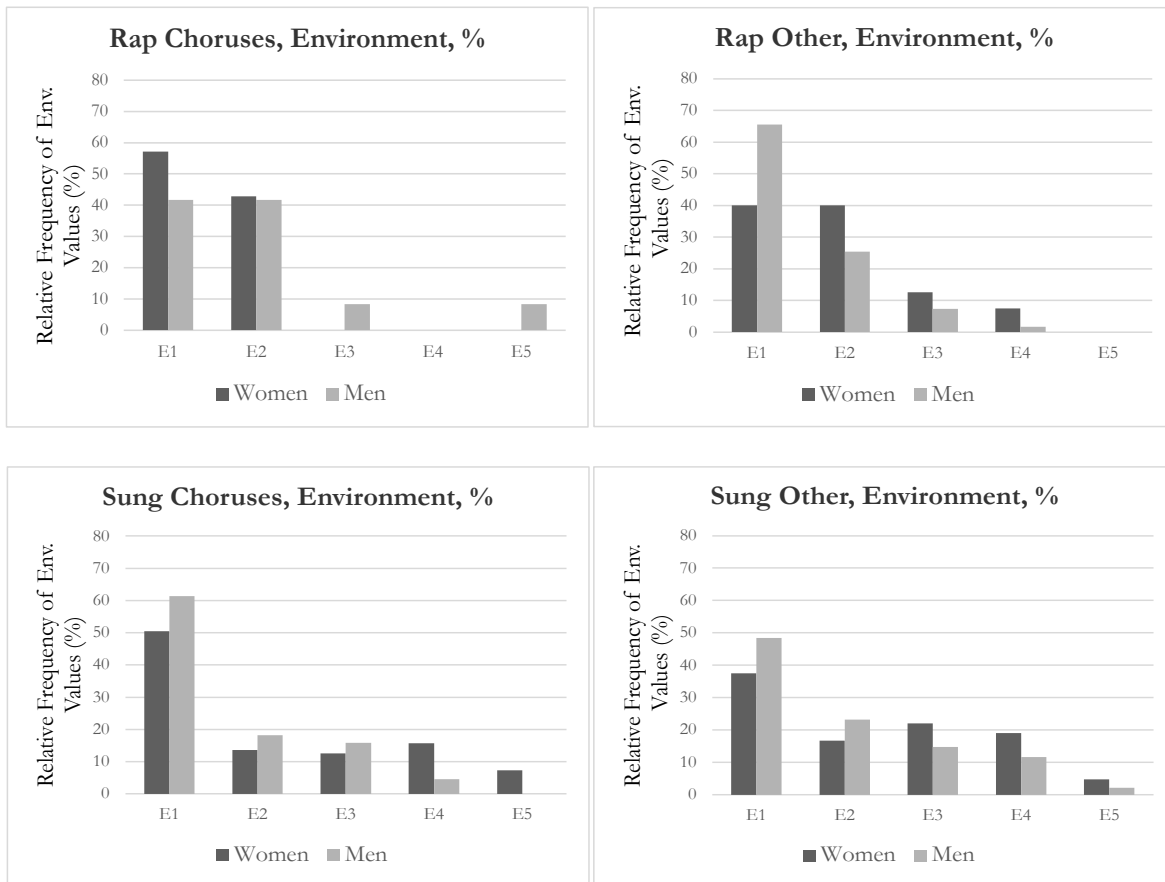 Rap Choruses, Environment, %
Relative Frequency of Env.
Values (%)
80
70
60
50
40
30
20
10
0
E1 E2 E3 E4 E5
Women Men
Rap Other, Environment, %
Relative Frequency of Env.
Values (%)
80
70
60
50
40
30
20
10
0
E1 E2 E3 E4 E5
Women Men
Sung Choruses, Environment, %
Relative Frequency of Env.
Values (%)
80
70
60
50
40
30
20
10
0
E1 E2 E3 E4 E5
Women Men
Sung Other, Environment, %
Relative Frequency of Env.
Values (%)
80
70
60
50
40
30
20
10
0
E1 E2 E3 E4 E5
Women Men